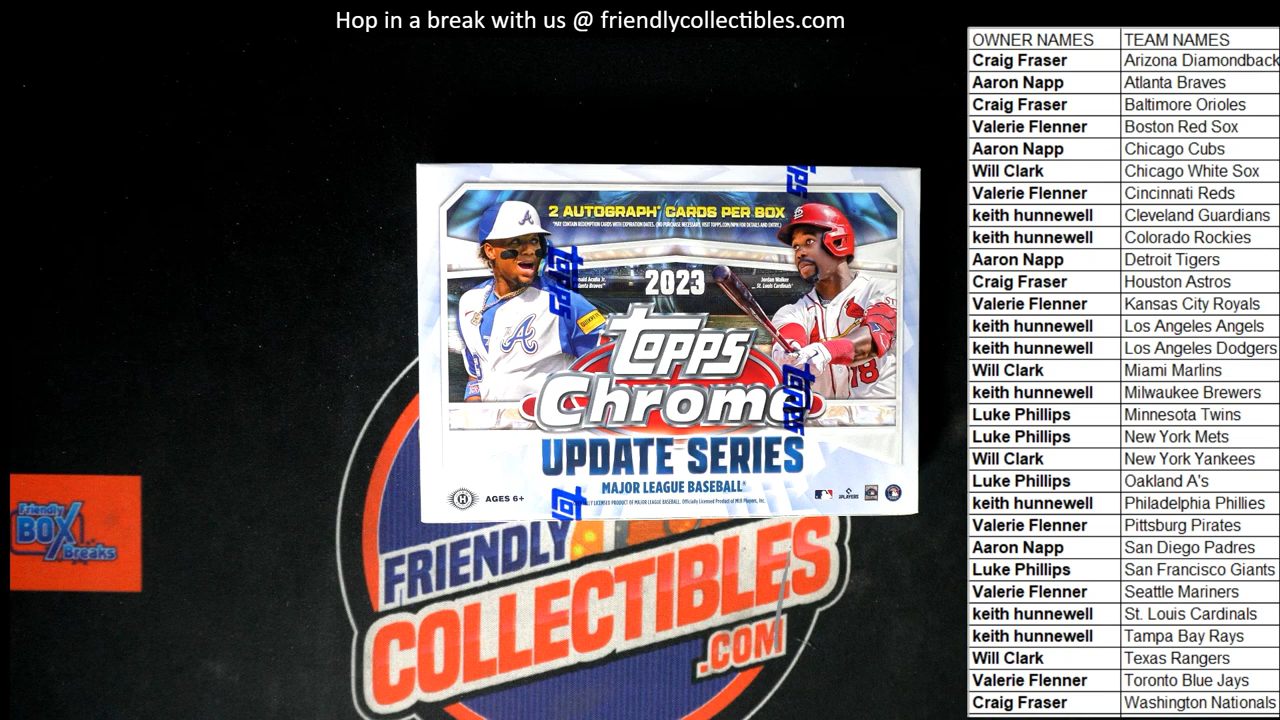 Hop in a break with us @ friendlycollectibles.com
OWNER NAMES TEAM NAMES
Craig Fraser Arizona Diamondback
Aaron Napp Atlanta Braves
Craig Fraser Baltimore Orioles
Valerie Flenner Boston Red Sox
Aaron Napp Chicago Cubs
Will Clark Chicago White Sox
Valerie Flenner Cincinnati Reds
keith hunnewell Cleveland Guardians
keith hunnewell Colorado Rockies
Aaron Napp Detroit Tigers
Craig Fraser Houston Astros
Valerie Flenner Kansas City Royals
keith hunnewell Los Angeles Angels
keith hunnewell Los Angeles Dodgers
Will Clark Miami Marlins
keith hunnewell Milwaukee Brewers
Luke Phillips Minnesota Twins
Luke Phillips New York Mets
Will Clark New York Yankees
Luke Phillips Oakland A's
keith hunnewell Philadelphia Phillies
Valerie Flenner Pittsburg Pirates
Aaron Napp San Diego Padres
Luke Phillips San Francisco Giants
Valerie Flenner Seattle Mariners
keith hunnewell St. Louis Cardinals
keith hunnewell Tampa Bay Rays
Will Clark Texas Rangers
Valerie Flenner Toronto Blue Jays
Craig Fraser Washington Nationals
2 AUTOGRAPH* CARDS PER BOX
Jordan Walker
St. Louis Cardinals
2023
topps
Chrome
UPDATE SERIES
MAJOR LEAGUE BASEBALL
AGES 6+
topps
topps
A
18
Friendly
BOX
Breaks
FRIENDLY
COLLECTIBLES
.COM